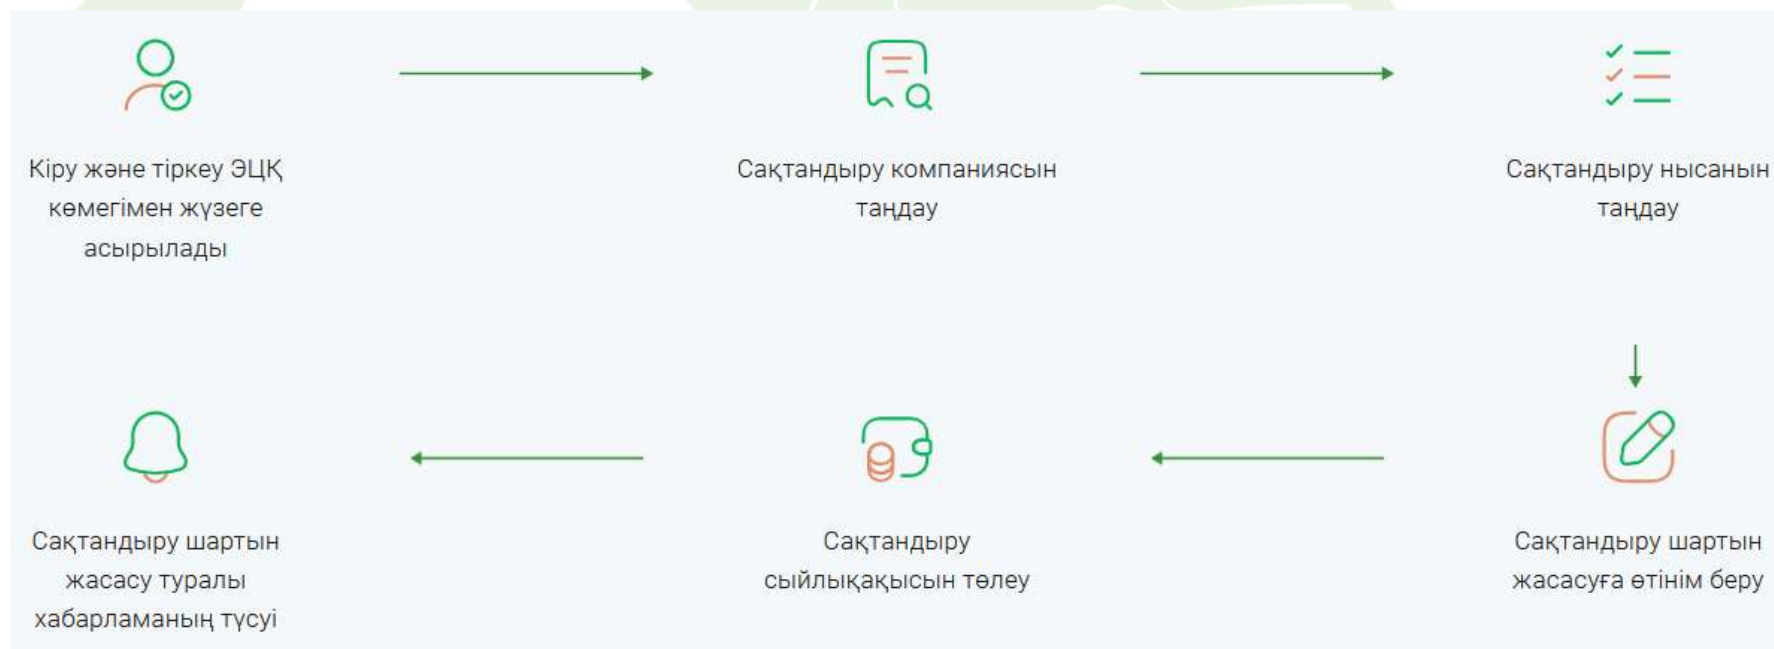 Кіру және тіркеу ЭЦҚ
көмегімен жүзеге
асырылады
Сақтандыру компаниясын
таңдау
Сақтандыру нысанын
таңдау
Сақтандыру шартын
жасасуға өтінім беру
Сақтандыру
сыйлықақысын төлеу
Сақтандыру шартын
жасасу туралы
хабарламаның түсуі